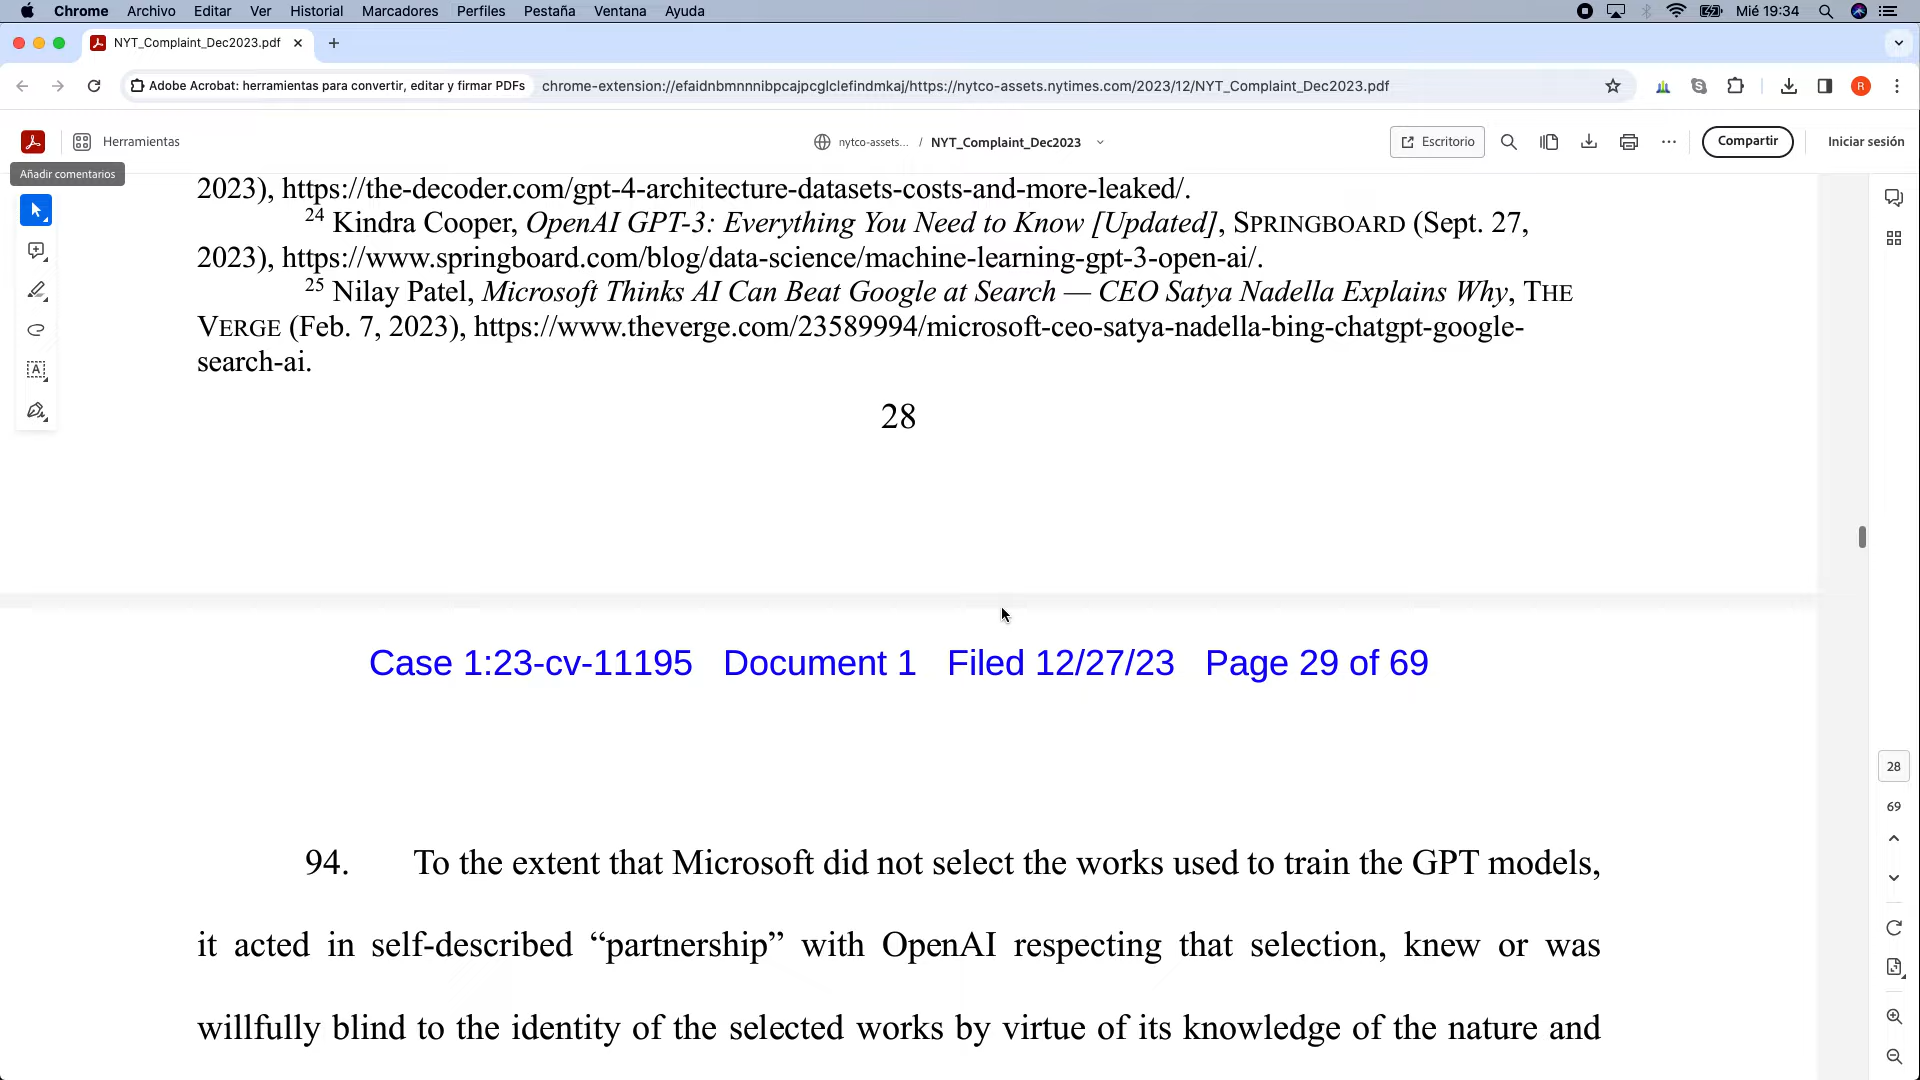 Chrome Archivo Editar Ver Historial Marcadores Perfiles Pestaña Ventana Ayuda Mié 19:34
NYT_Complaint_Dec2023.pdf
Adobe Acrobat: herramientas para convertir, editar y firmar PDFs chrome-extension://efaidnbmnnnibpcajpcglclefindmkaj/https://nytco-assets.nytimes.com/2023/12/NYT_Complaint_Dec2023.pdf R
Herramientas nytco-assets... / NYT_Complaint_Dec2023 Escritorio Compartir Iniciar sesión
Añadir comentarios
2023), https://the-decoder.com/gpt-4-architecture-datasets-costs-and-more-leaked/.
24 Kindra Cooper, OpenAI GPT-3: Everything You Need to Know [Updated], SPRINGBOARD (Sept. 27,
2023), https://www.springboard.com/blog/data-science/machine-learning-gpt-3-open-ai/.
25 Nilay Patel, Microsoft Thinks AI Can Beat Google at Search — CEO Satya Nadella Explains Why, THE
VERGE (Feb. 7, 2023), https://www.theverge.com/23589994/microsoft-ceo-satya-nadella-bing-chatgpt-google-
search-ai.
28
Case 1:23-cv-11195 Document 1 Filed 12/27/23 Page 29 of 69
28
69
94. To the extent that Microsoft did not select the works used to train the GPT models,
it acted in self-described “partnership” with OpenAI respecting that selection, knew or was
willfully blind to the identity of the selected works by virtue of its knowledge of the nature and